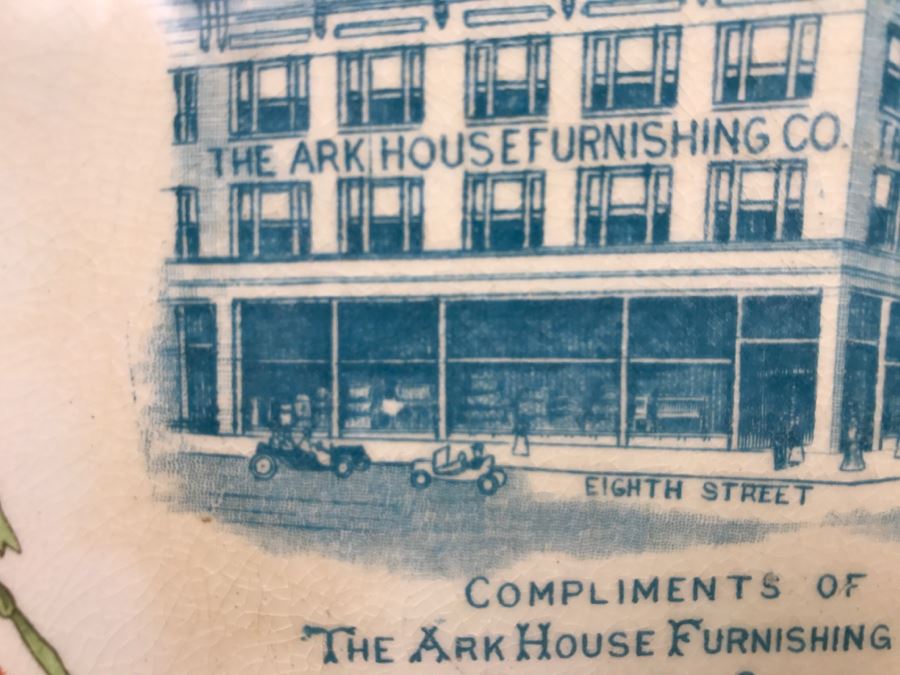 THE ARK HOUSEFURNISHING CO.
EIGHTH STREET
COMPLIMENTS OF
THE ARK HOUSE FURNISHING